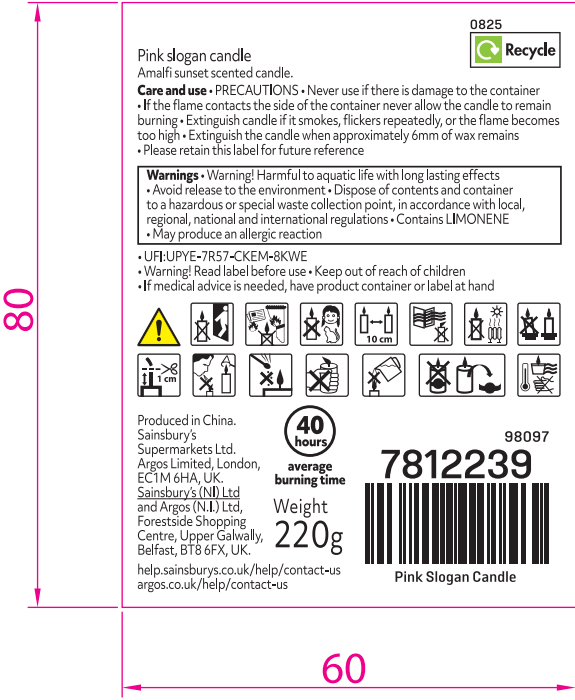 0825
Recycle
Pink slogan candle
Amalfi sunset scented candle.
Care and use • PRECAUTIONS • Never use if there is damage to the container
• If the flame contacts the side of the container never allow the candle to remain
burning • Extinguish candle if it smokes, flickers repeatedly, or the flame becomes
too high • Extinguish the candle when approximately 6mm of wax remains
• Please retain this label for future reference
Warnings • Warning! Harmful to aquatic life with long lasting effects
• Avoid release to the environment • Dispose of contents and container
to a hazardous or special waste collection point, in accordance with local,
regional, national and international regulations • Contains LIMONENE
• May produce an allergic reaction
• UFI:UPYE-7R57-CKEM-8KWE
• Warning! Read label before use • Keep out of reach of children
• If medical advice is needed, have product container or label at hand
80
10 cm
1 cm
Produced in China.
Sainsbury's
Supermarkets Ltd.
Argos Limited, London,
EC1M 6HA, UK.
Sainsbury's (NI) Ltd
and Argos (N.I.) Ltd,
Forestside Shopping
Centre, Upper Galwally,
Belfast, BT8 6FX, UK.
help.sainsburys.co.uk/help/contact-us
argos.co.uk/help/contact-us
40
hours
average
burning time
Weight
220g
98097
7812239
Pink Slogan Candle
60